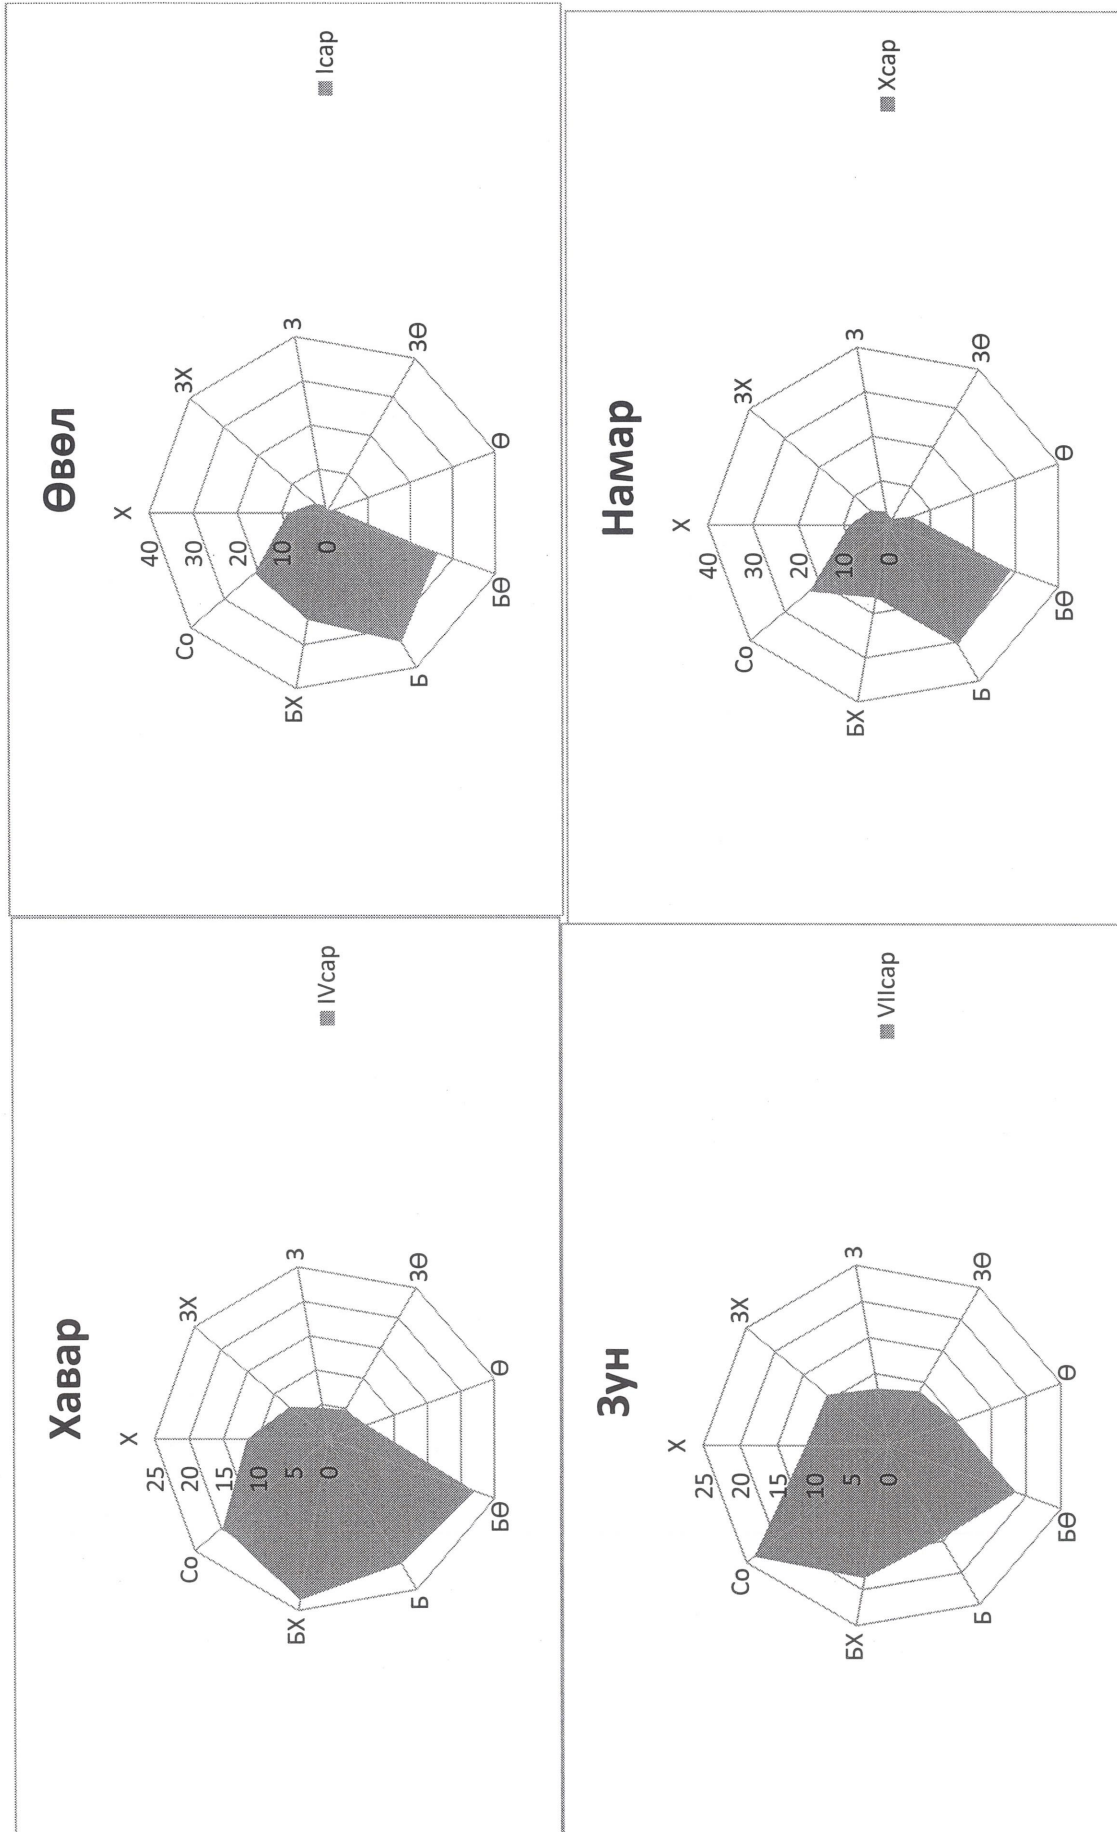 Хавар
Х
ЗХ
З
ЗӨ
Ө
БӨ
Б
БХ
Со
25
20
15
10
5
0
IVсар
Өвөл
Х
ЗХ
З
ЗӨ
Ө
БӨ
Б
БХ
Со
40
30
20
10
0
Iсар
Зун
Х
ЗХ
З
ЗӨ
Ө
БӨ
Б
БХ
Со
25
20
15
10
5
0
VIIсар
Намар
Х
ЗХ
З
ЗӨ
Ө
БӨ
Б
БХ
Со
40
30
20
10
0
Xсар